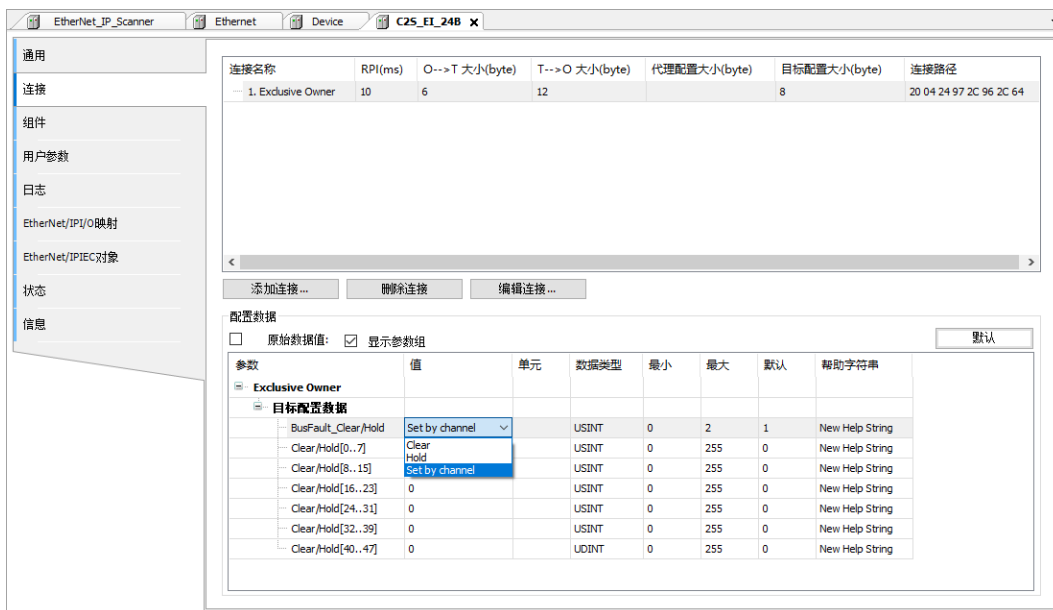 EtherNet_IP_Scanner Ethernet Device C2S_EI_24B
通用
连接
组件
用户参数
日志
EtherNet/IPI/O映射
EtherNet/IPIEC对象
状态
信息
连接名称 RPI(ms) O-->T 大小(byte) T-->O 大小(byte) 代理配置大小(byte) 目标配置大小(byte) 连接路径
1. Exclusive Owner 10 6 12 8 20 04 24 97 2C 96 2C 64
添加连接... 删除连接 编辑连接...
配置数据
原始数据值: 显示参数组 默认
参数 值 单元 数据类型 最小 最大 默认 帮助字符串
Exclusive Owner
目标配置数据
BusFault_Clear/Hold Set by channel USINT 0 2 1 New Help String
Clear/Hold[0..7] Clear USINT 0 255 0 New Help String
Hold
Clear/Hold[8..15] Set by channel USINT 0 255 0 New Help String
Clear/Hold[16..23] 0 USINT 0 255 0 New Help String
Clear/Hold[24..31] 0 USINT 0 255 0 New Help String
Clear/Hold[32..39] 0 USINT 0 255 0 New Help String
Clear/Hold[40..47] 0 UDINT 0 255 0 New Help String